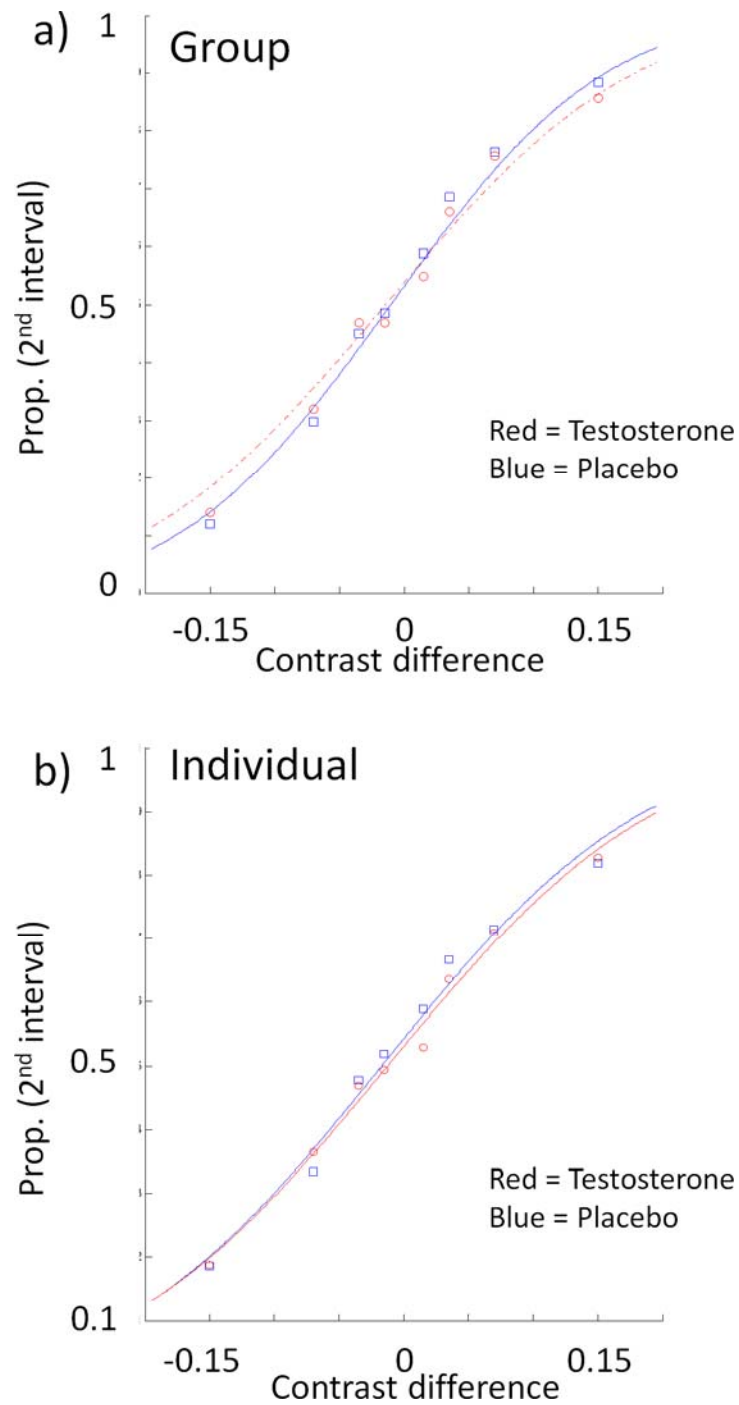 a) Group
1
0.5
0
Prop. (2nd interval)
Red = Testosterone
Blue = Placebo
-0.15 0 0.15
Contrast difference
b) Individual
1
0.5
0.1
Prop. (2nd interval)
Red = Testosterone
Blue = Placebo
-0.15 0 0.15
Contrast difference